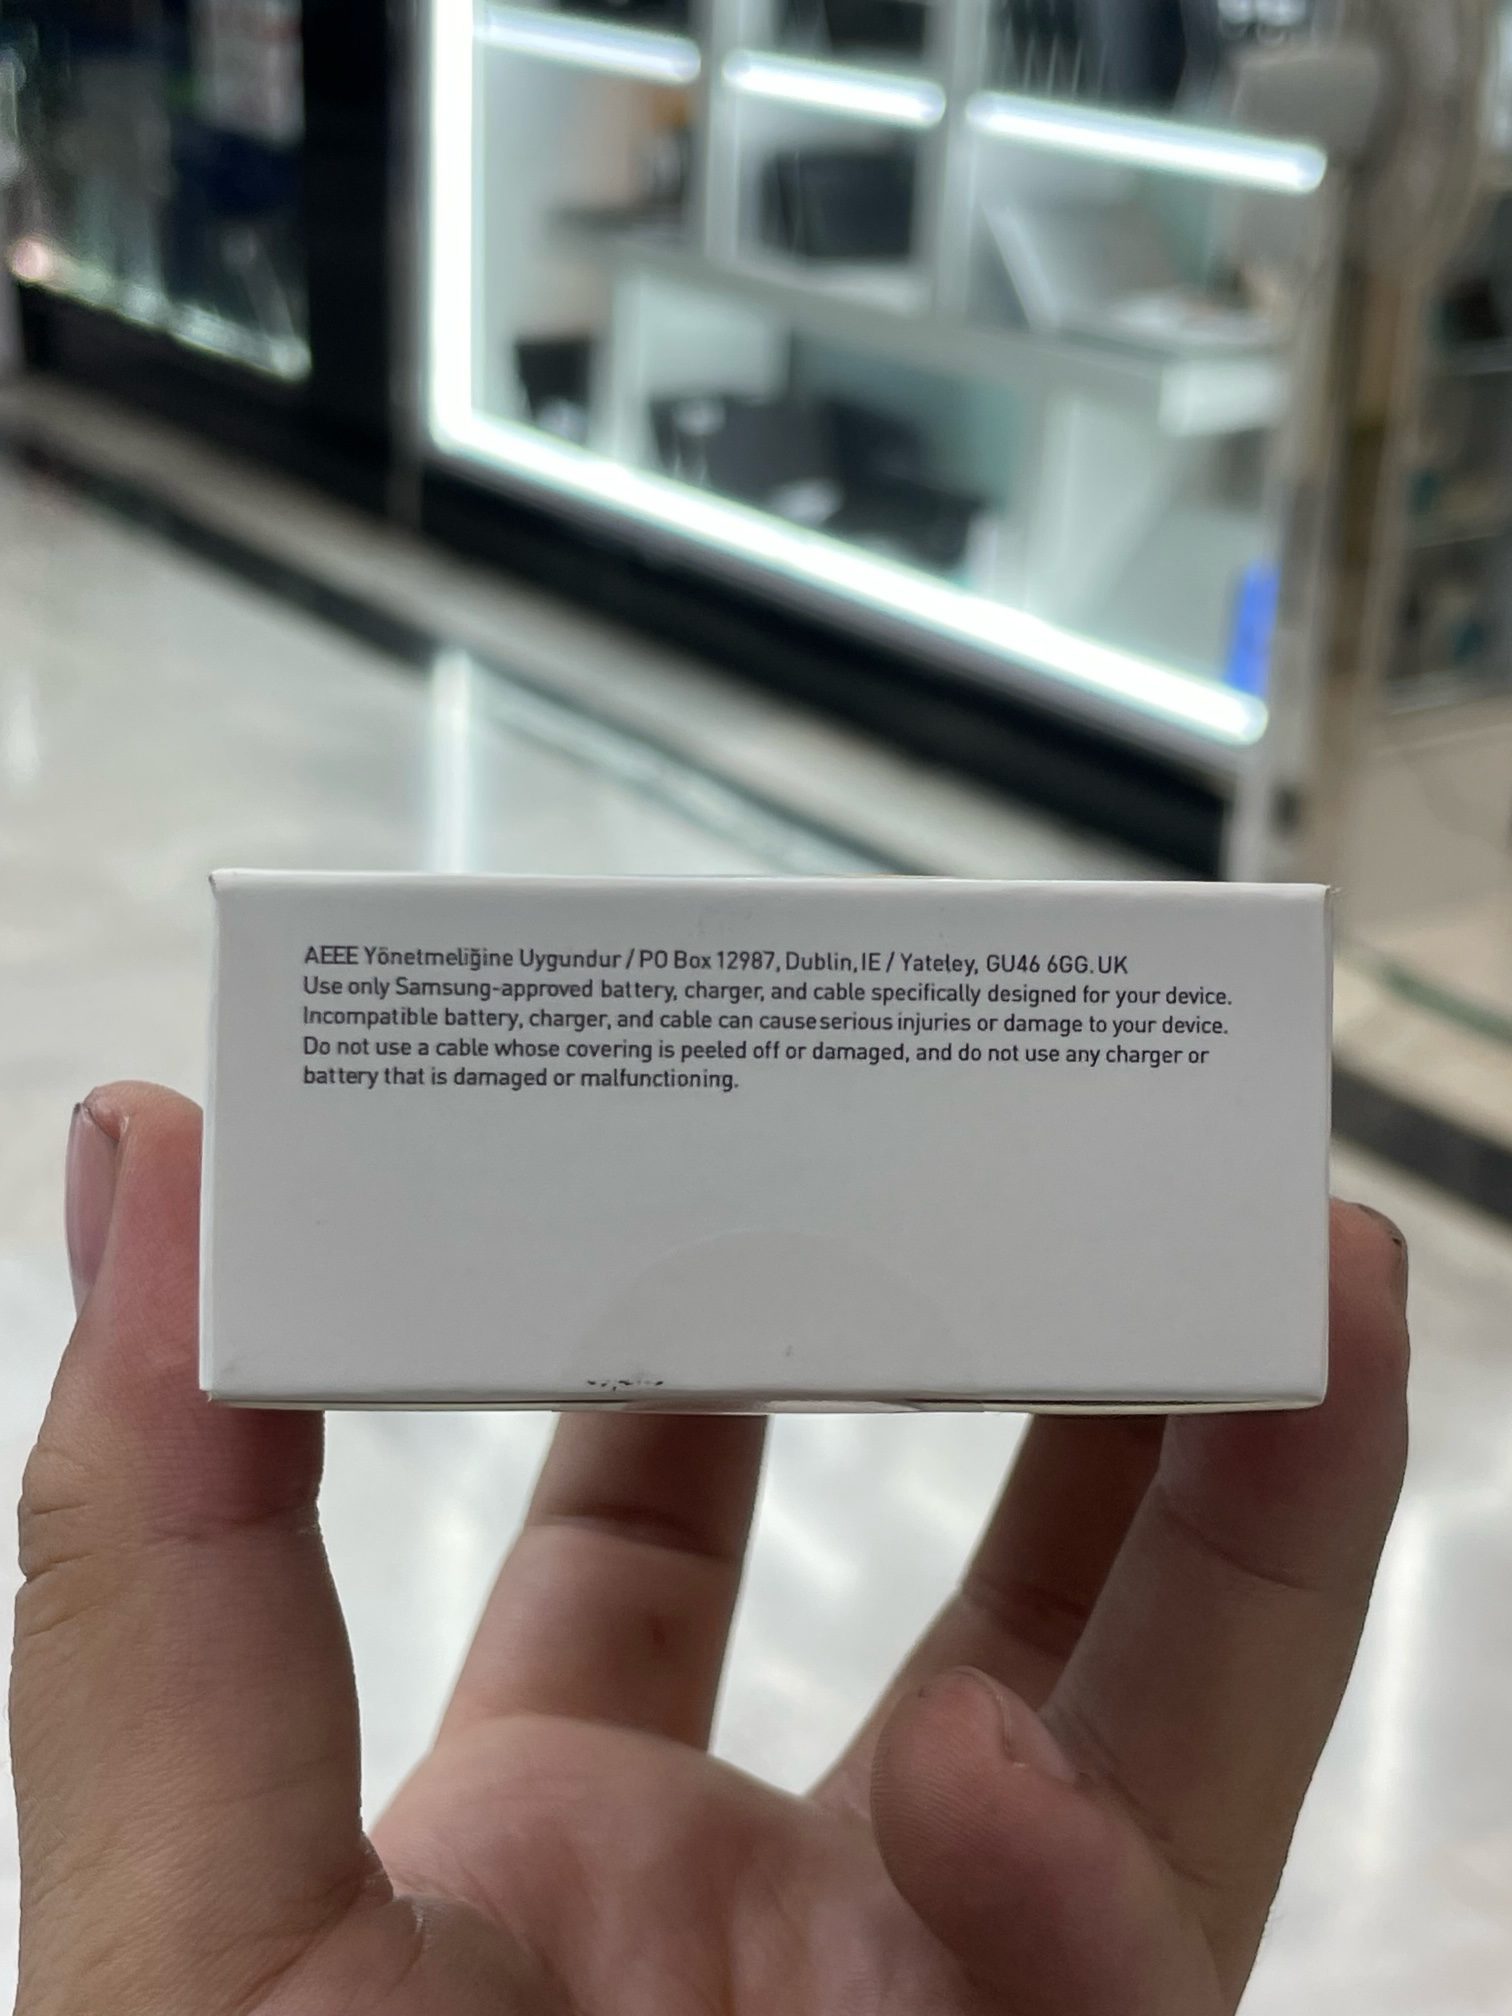 AEEE Yönetmeliğine Uygundur / PO Box 12987, Dublin, IE / Yateley, GU46 6GG. UK
Use only Samsung-approved battery, charger, and cable specifically designed for your device.
Incompatible battery, charger, and cable can cause serious injuries or damage to your device.
Do not use a cable whose covering is peeled off or damaged, and do not use any charger or
battery that is damaged or malfunctioning.